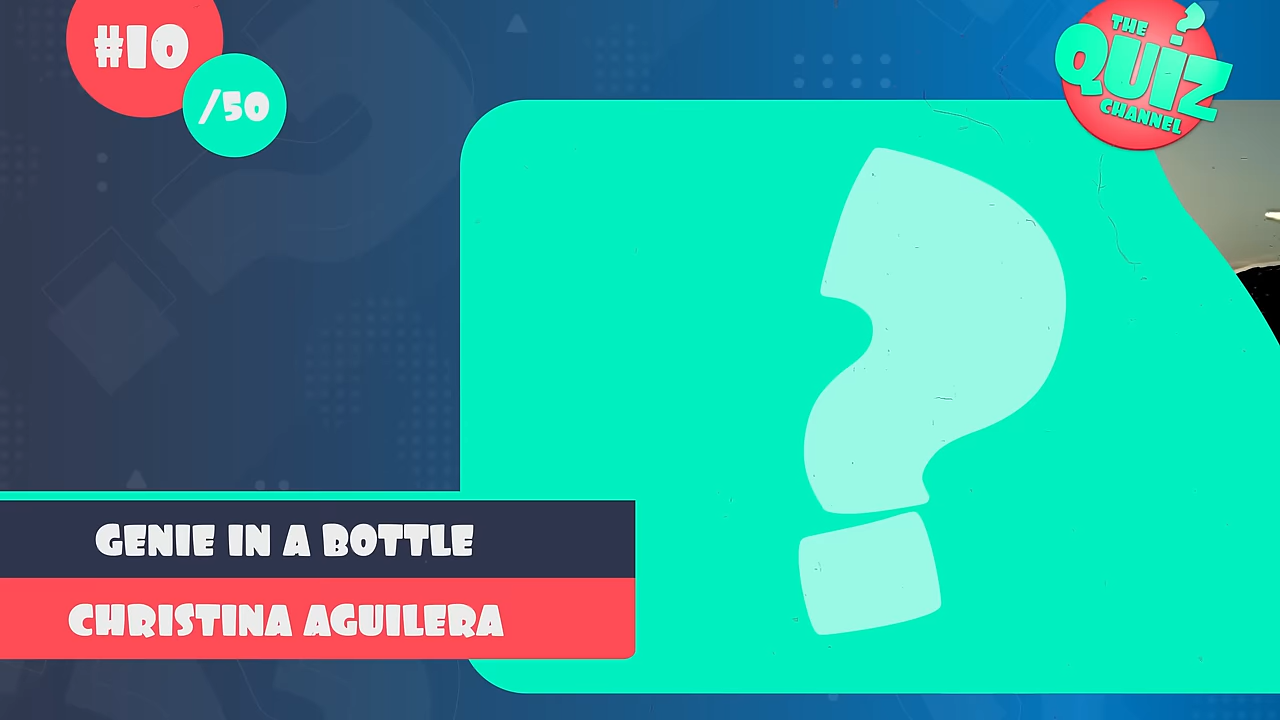 #10
/50
THE
QUIZ
CHANNEL
?
GENIE IN A BOTTLE
CHRISTINA AGUILERA